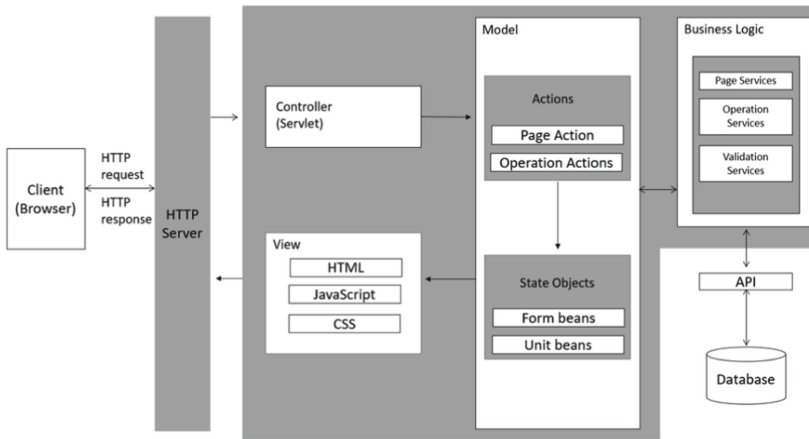 Client
(Browser)
HTTP
request
HTTP
response
HTTP
Server
Controller
(Servlet)
View
HTML
JavaScript
CSS
Model
Actions
Page Action
Operation Actions
State Objects
Form beans
Unit beans
Business Logic
Page Services
Operation
Services
Validation
Services
API
Database